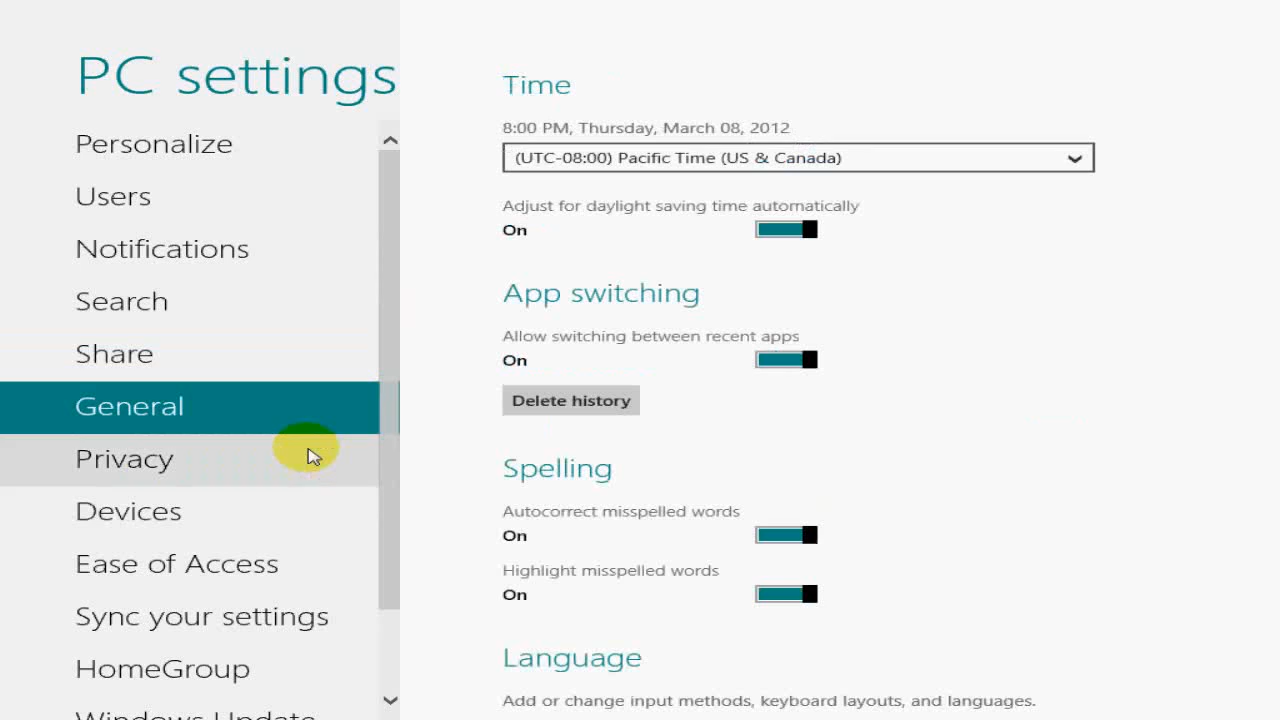 PC settings
Personalize
Users
Notifications
Search
Share
General
Privacy
Devices
Ease of Access
Sync your settings
HomeGroup
Windows Update
Time
8:00 PM, Thursday, March 08, 2012
(UTC-08:00) Pacific Time (US & Canada)
Adjust for daylight saving time automatically
On
App switching
Allow switching between recent apps
On
Delete history
Spelling
Autocorrect misspelled words
On
Highlight misspelled words
On
Language
Add or change input methods, keyboard layouts, and languages.